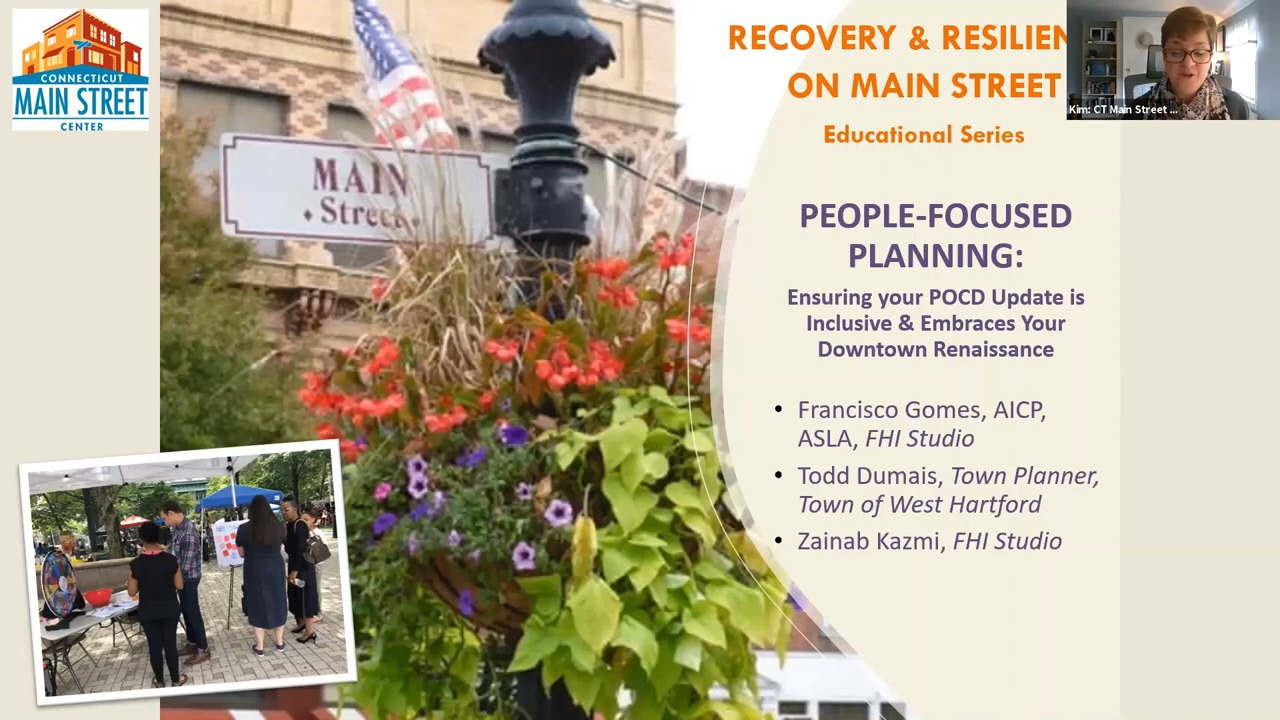 CONNECTICUT
MAIN STREET
CENTER
MAIN
Street
RECOVERY & RESILIEN
ON MAIN STREET
Educational Series
Kim: CT Main Street ...
PEOPLE-FOCUSED
PLANNING:
Ensuring your POCD Update is
Inclusive & Embraces Your
Downtown Renaissance
• Francisco Gomes, AICP,
ASLA, FHI Studio
• Todd Dumais, Town Planner,
Town of West Hartford
• Zainab Kazmi, FHI Studio